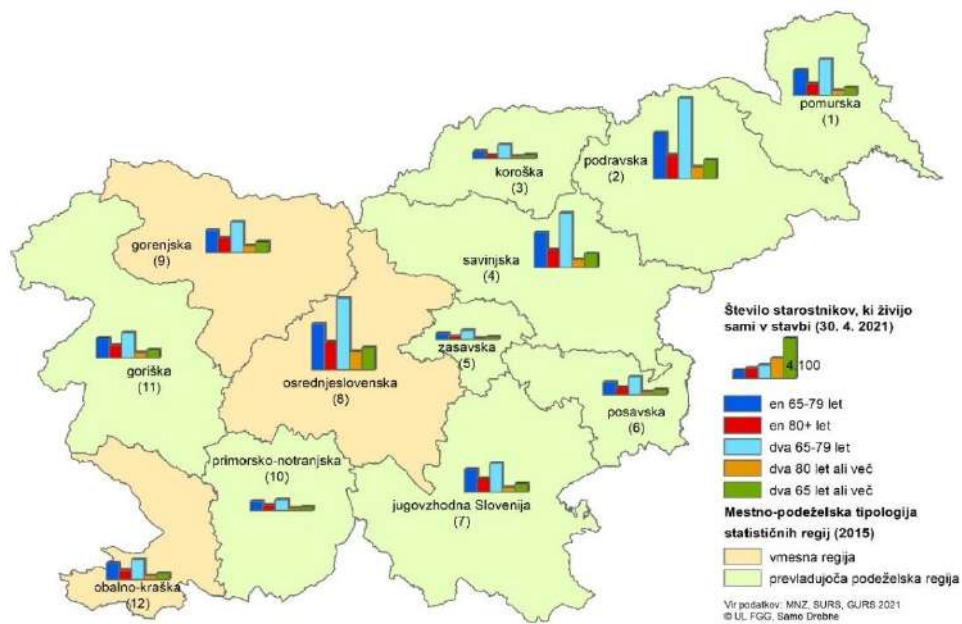 pomurska
(1)
podravska
(2)
koroška
(3)
gorenjska
(9)
savinjska
(4)
zasavska
(5)
goriška
(11)
osrednjeslovenska
(8)
posavska
(6)
primorsko-notranjska
(10)
jugovzhodna Slovenija
(7)
obalno-kraška
(12)
Število starostnikov, ki živijo
sami v stavbi (30. 4. 2021)
4.100
en 65-79 let
en 80+ let
dva 65-79 let
dva 80 let ali več
dva 65 let ali več
Mestno-podeželska tipologija
statističnih regij (2015)
vmesna regija
prevladujoča podeželska regija
Vir podatkov: MNZ, SURS, GURS 2021
© UL FGG, Samo Drobne